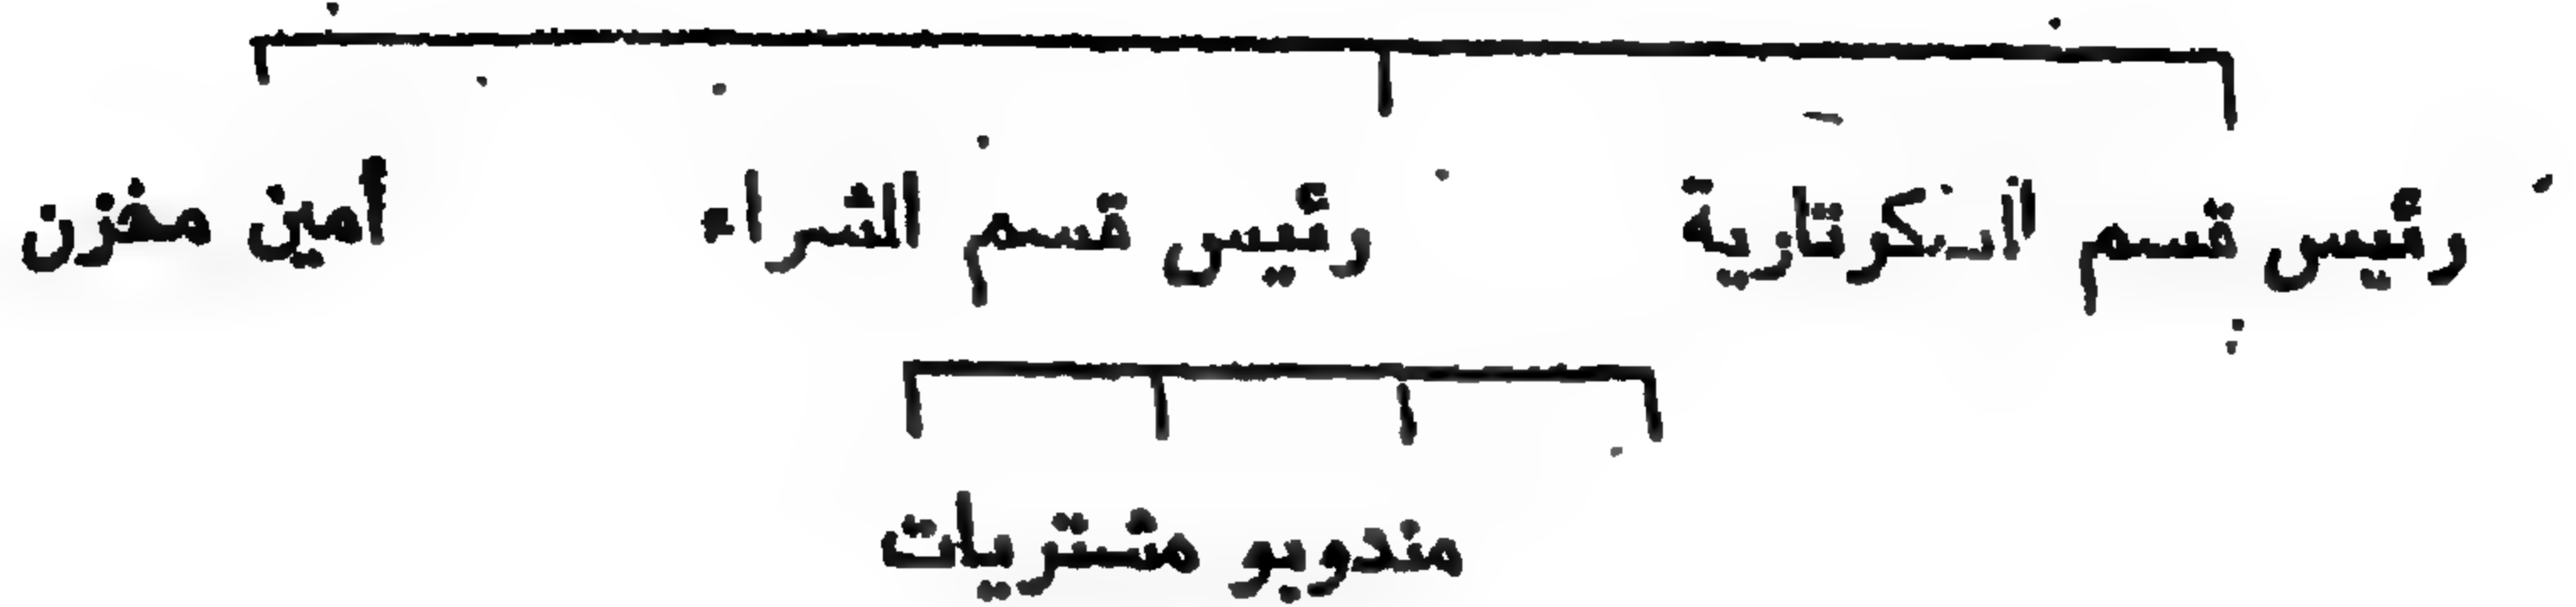 رئيس قسم السكرتارية رئيس قسم الشراء أمين مخزن
مندوبو مشتريات